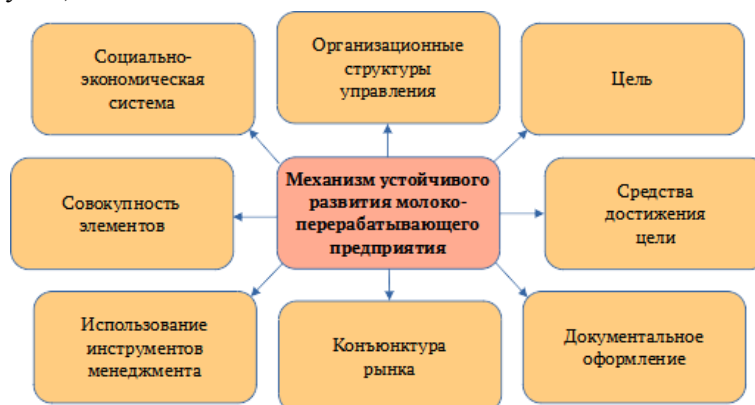 Социально-
экономическая
система
Организационные
структуры
управления
Цель
Совокупность
элементов
Механизм устойчивого
развития молоко-
перерабатывающего
предприятия
Средства
достижения
цели
Использование
инструментов
менеджмента
Конъюнктура
рынка
Документальное
оформление